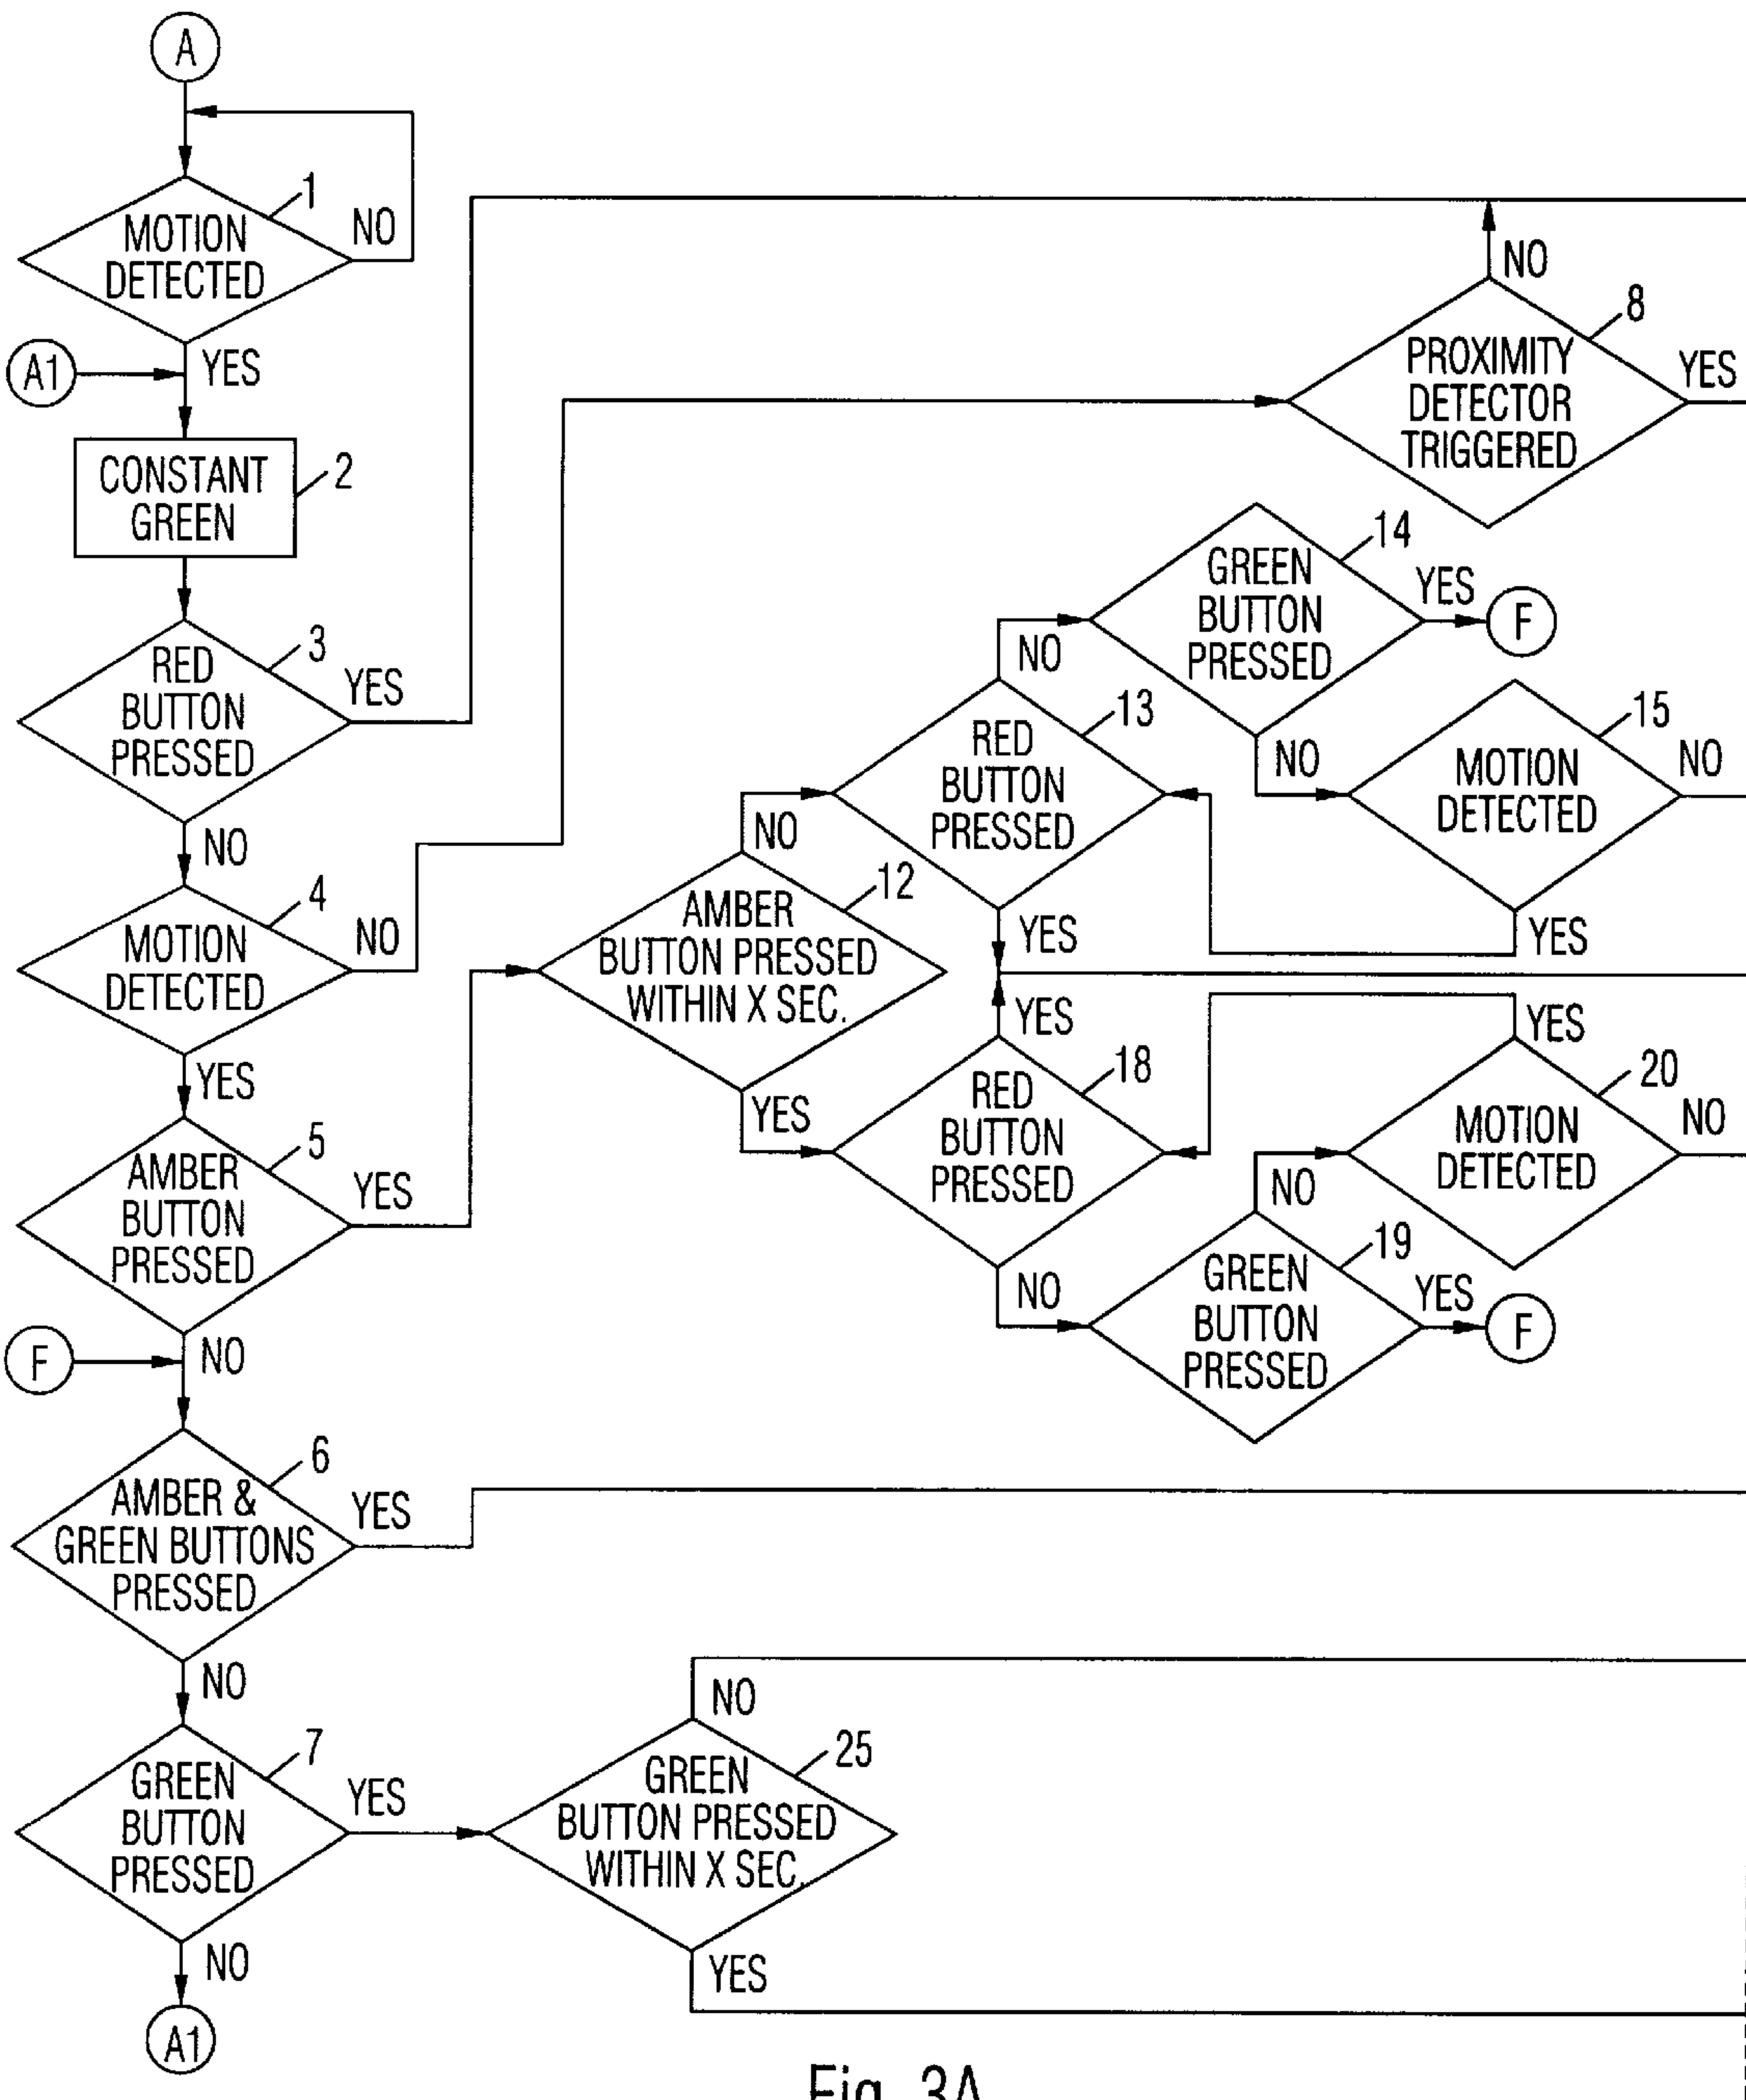 A
1
MOTION
DETECTED
NO
A1
YES
CONSTANT
GREEN
2
3
RED
BUTTON
PRESSED
YES
NO
4
MOTION
DETECTED
NO
YES
5
AMBER
BUTTON
PRESSED
YES
F
NO
6
AMBER &
GREEN BUTTONS
PRESSED
YES
NO
7
GREEN
BUTTON
PRESSED
YES
NO
A1
NO
8
PROXIMITY
DETECTOR
TRIGGERED
YES
12
AMBER
BUTTON PRESSED
WITHIN X SEC.
NO
YES
13
RED
BUTTON
PRESSED
NO
YES
14
GREEN
BUTTON
PRESSED
YES
F
NO
15
MOTION
DETECTED
NO
YES
YES
18
RED
BUTTON
PRESSED
NO
19
GREEN
BUTTON
PRESSED
YES
F
NO
20
MOTION
DETECTED
YES
NO
NO
25
GREEN
BUTTON PRESSED
WITHIN X SEC.
YES
Fig. 3A